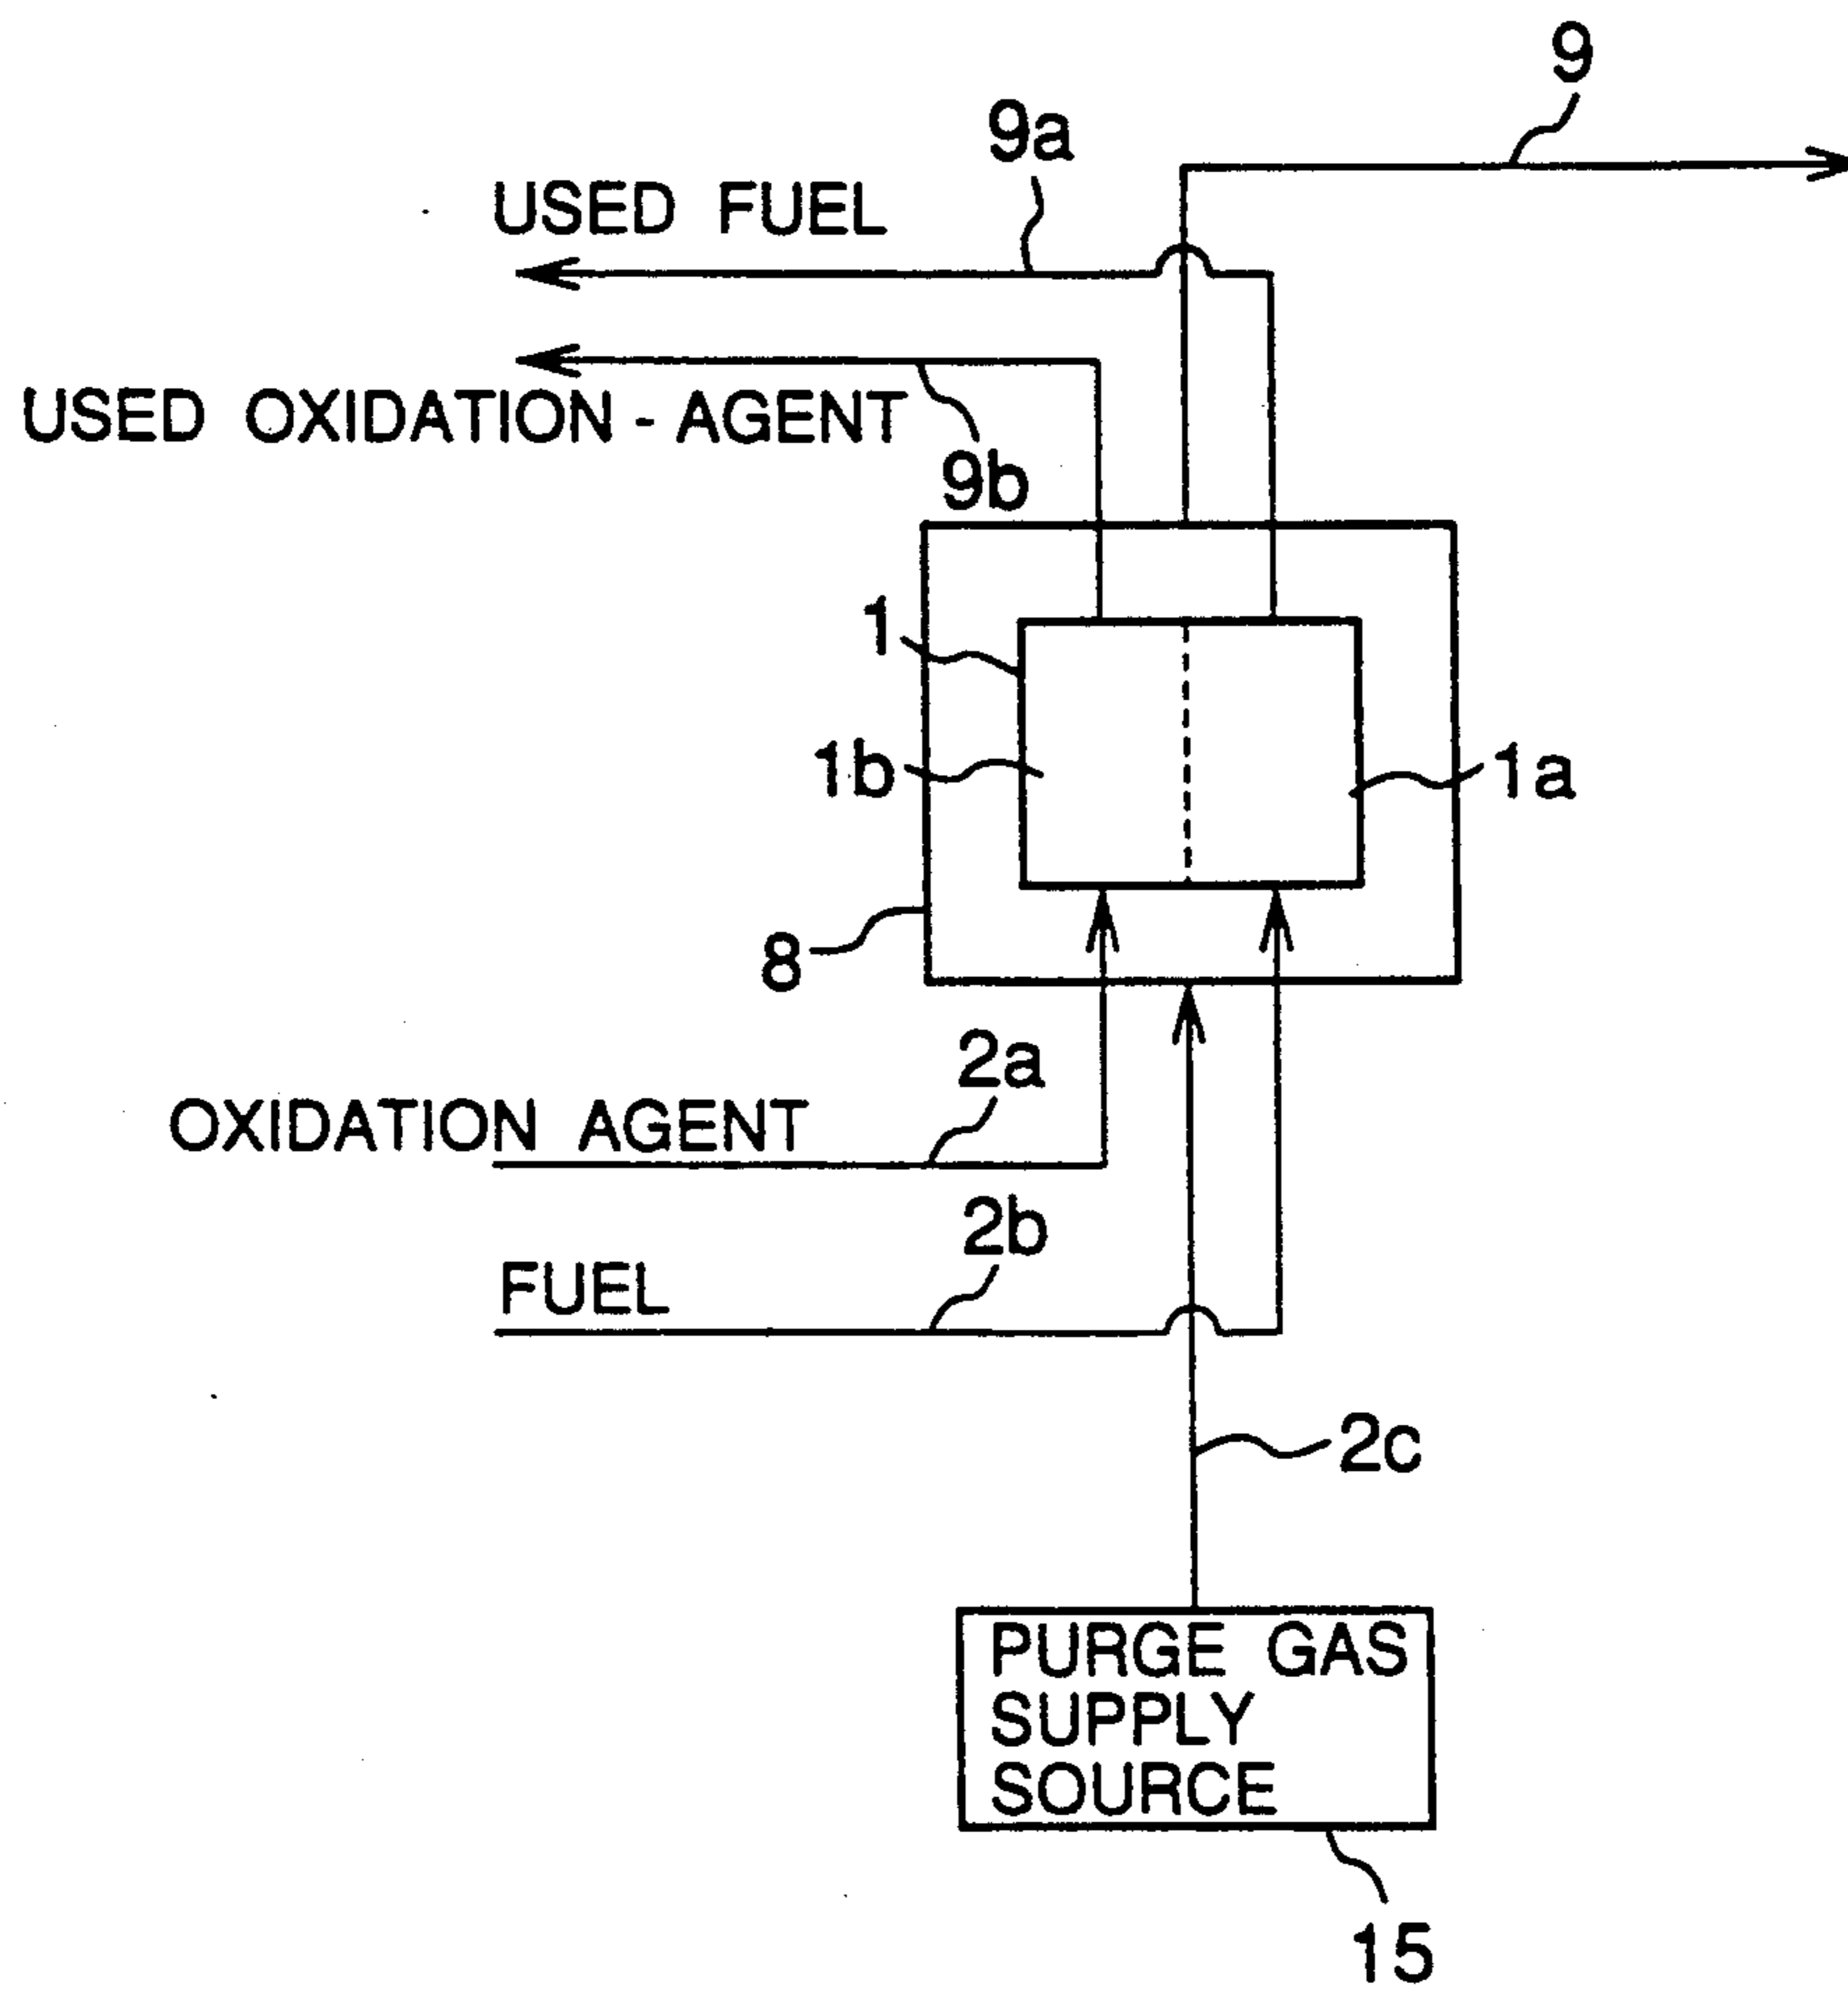 9
9a
USED FUEL
USED OXIDATION - AGENT
9b
1
1b
1a
8
2a
OXIDATION AGENT
2b
FUEL
2c
PURGE GAS
SUPPLY
SOURCE
15